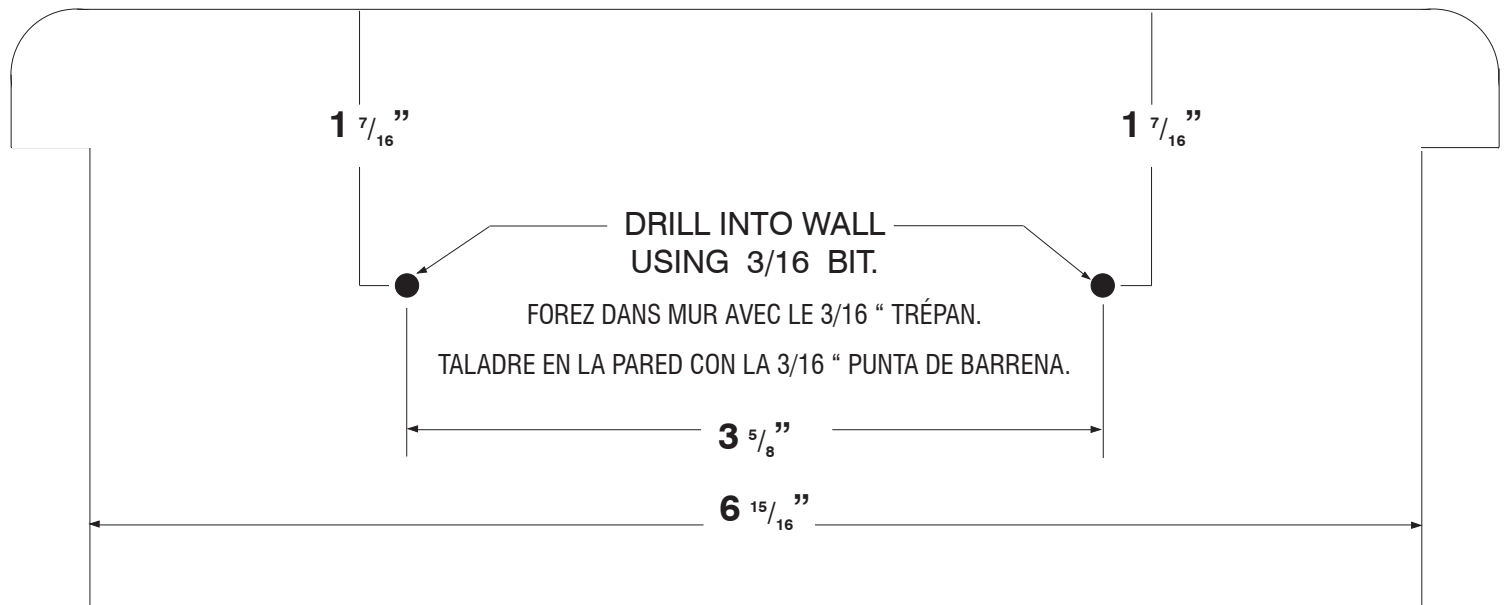 1 7/16” 1 7/16”
DRILL INTO WALL
USING 3/16 BIT.
FOREZ DANS MUR AVEC LE 3/16 “ TRÉPAN.
TALADRE EN LA PARED CON LA 3/16 “ PUNTA DE BARRENA.
3 5/8”
6 15/16”